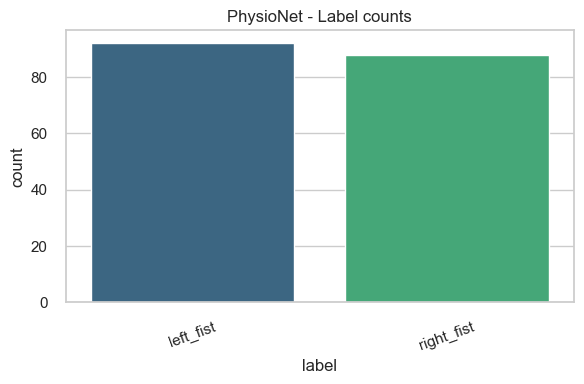 PhysioNet - Label counts
count
80
60
40
20
0
left_fist
right_fist
label